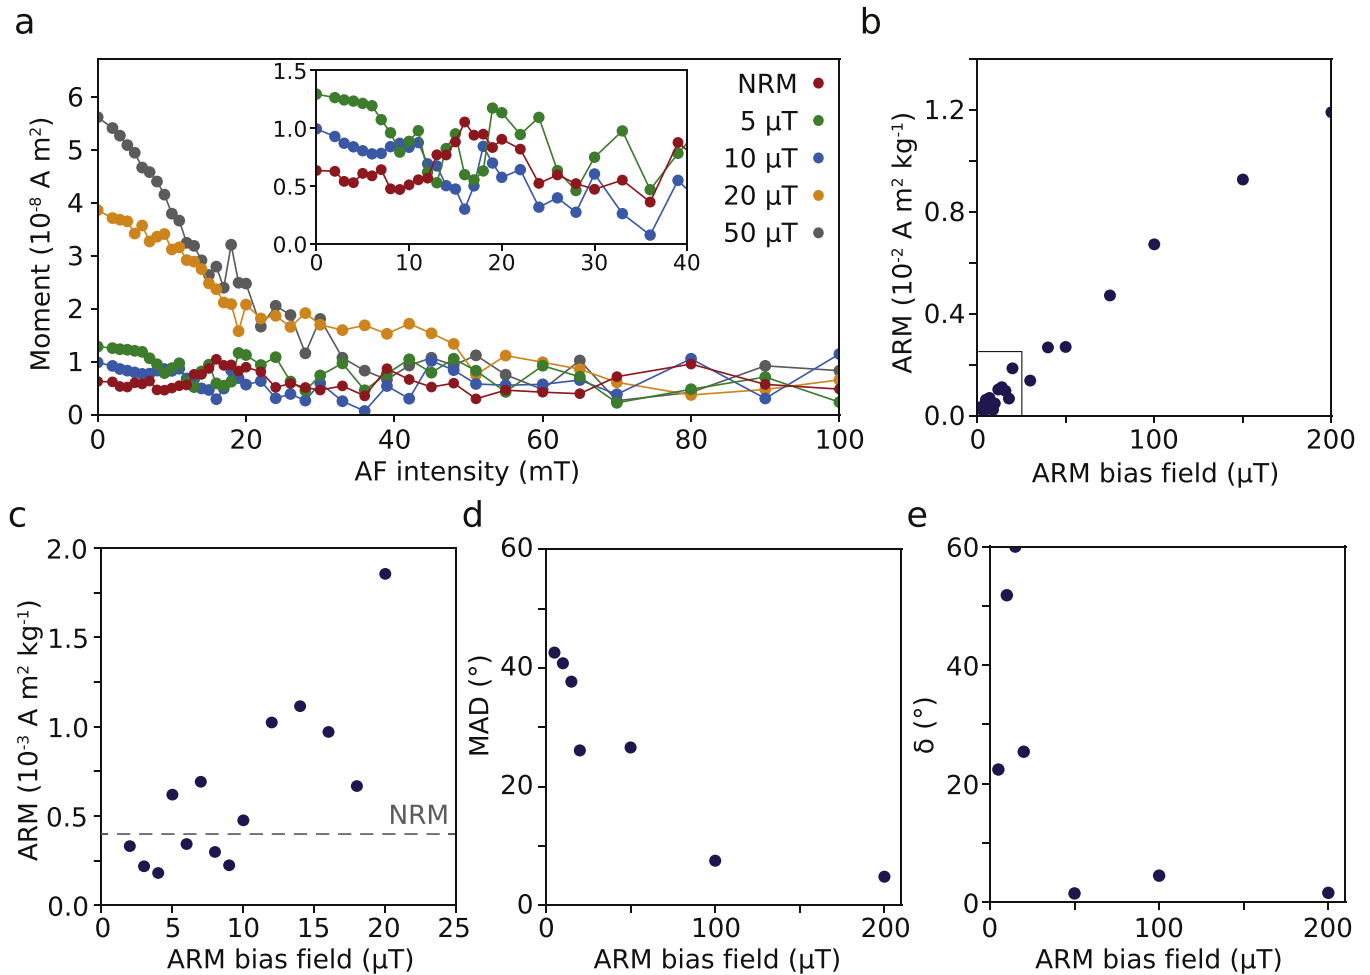 a
Moment (10⁻⁸ A m²)
6
5
4
3
2
1
0
0 20 40 60 80 100
AF intensity (mT)
1.5
1.0
0.5
0.0
0 10 20 30 40
NRM
5 µT
10 µT
20 µT
50 µT
b
ARM (10⁻² A m² kg⁻¹)
1.2
0.8
0.4
0.0
0 100 200
ARM bias field (µT)
c
ARM (10⁻³ A m² kg⁻¹)
2.0
1.5
1.0
0.5
0.0
NRM
0 5 10 15 20 25
ARM bias field (µT)
d
MAD (°)
60
40
20
0
0 100 200
ARM bias field (µT)
e
δ (°)
60
40
20
0
0 100 200
ARM bias field (µT)